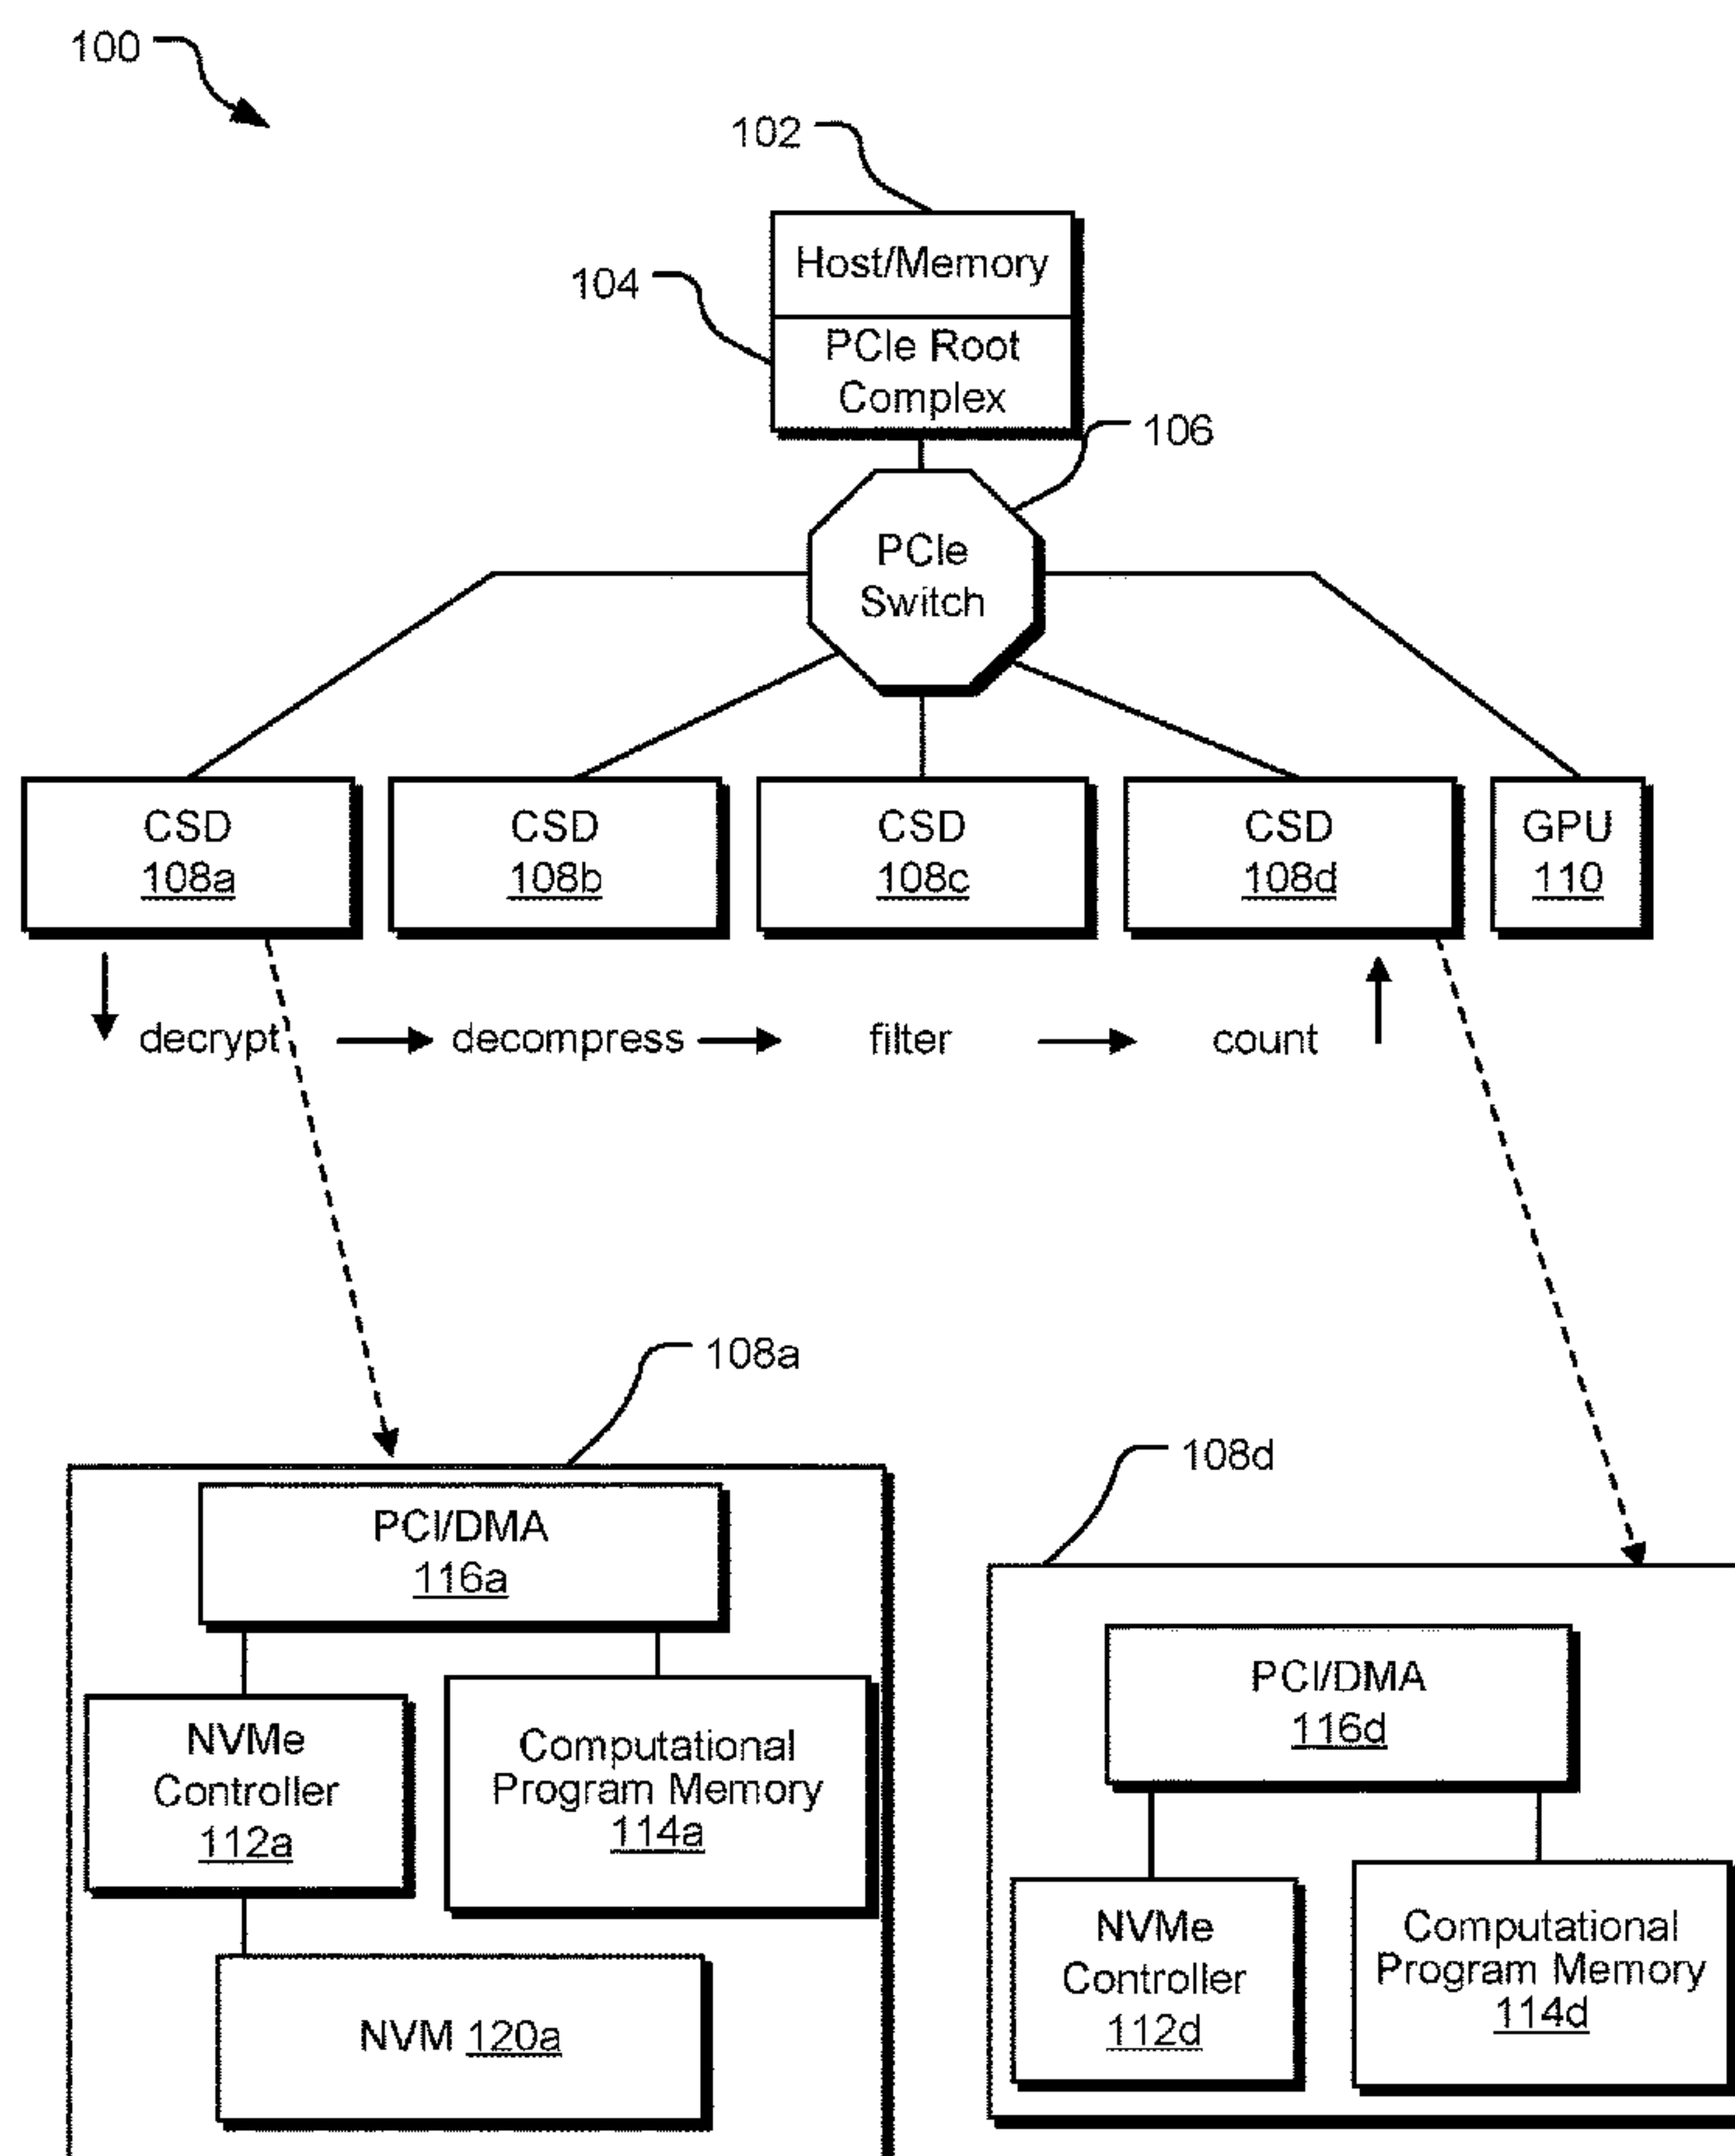 100
102
Host/Memory
104
PCIe Root
Complex
106
PCIe
Switch
CSD
108a
CSD
108b
CSD
108c
CSD
108d
GPU
110
decrypt
decompress
filter
count
108a
PCI/DMA
116a
NVMe
Controller
112a
Computational
Program Memory
114a
NVM 120a
108d
PCI/DMA
116d
NVMe
Controller
112d
Computational
Program Memory
114d